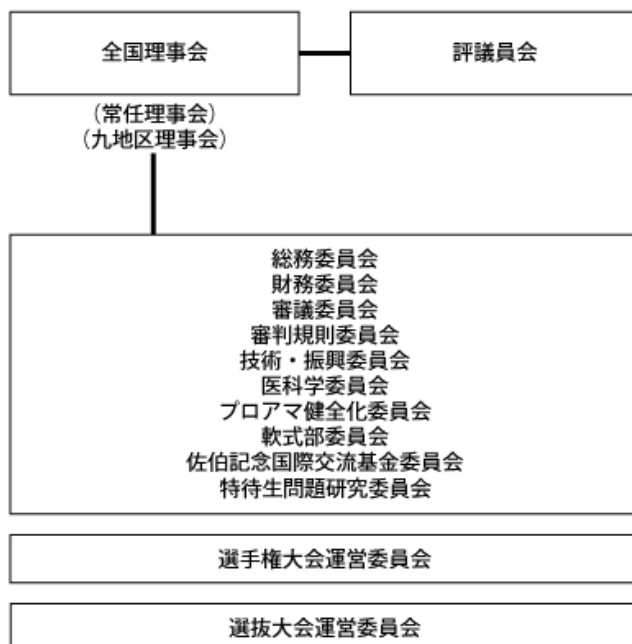 全国理事会
評議員会
（常任理事会）
（九地区理事会）
総務委員会
財務委員会
審議委員会
審判規則委員会
技術・振興委員会
医科学委員会
プロアマ健全化委員会
軟式部委員会
佐伯記念国際交流基金委員会
特待生問題研究委員会
選手権大会運営委員会
選抜大会運営委員会